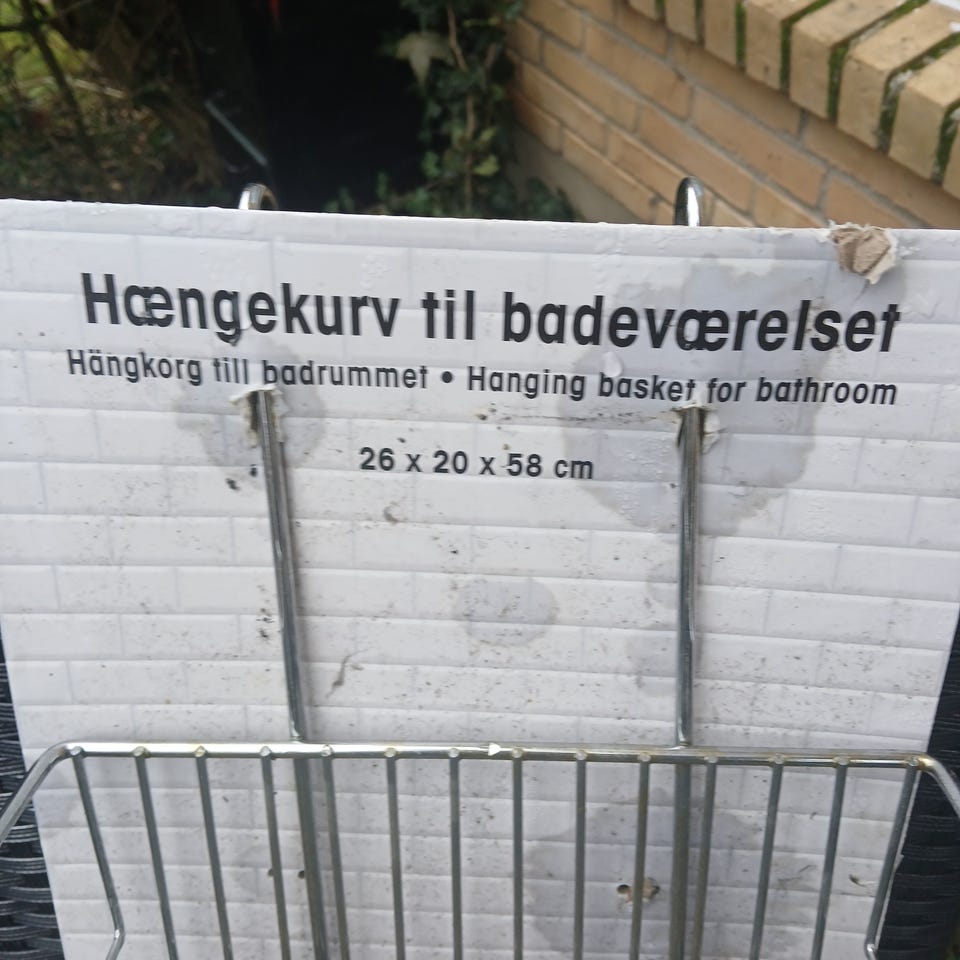 Hængekurv til badeværelset
Hängkorg till badrummet • Hanging basket for bathroom
26 x 20 x 58 cm